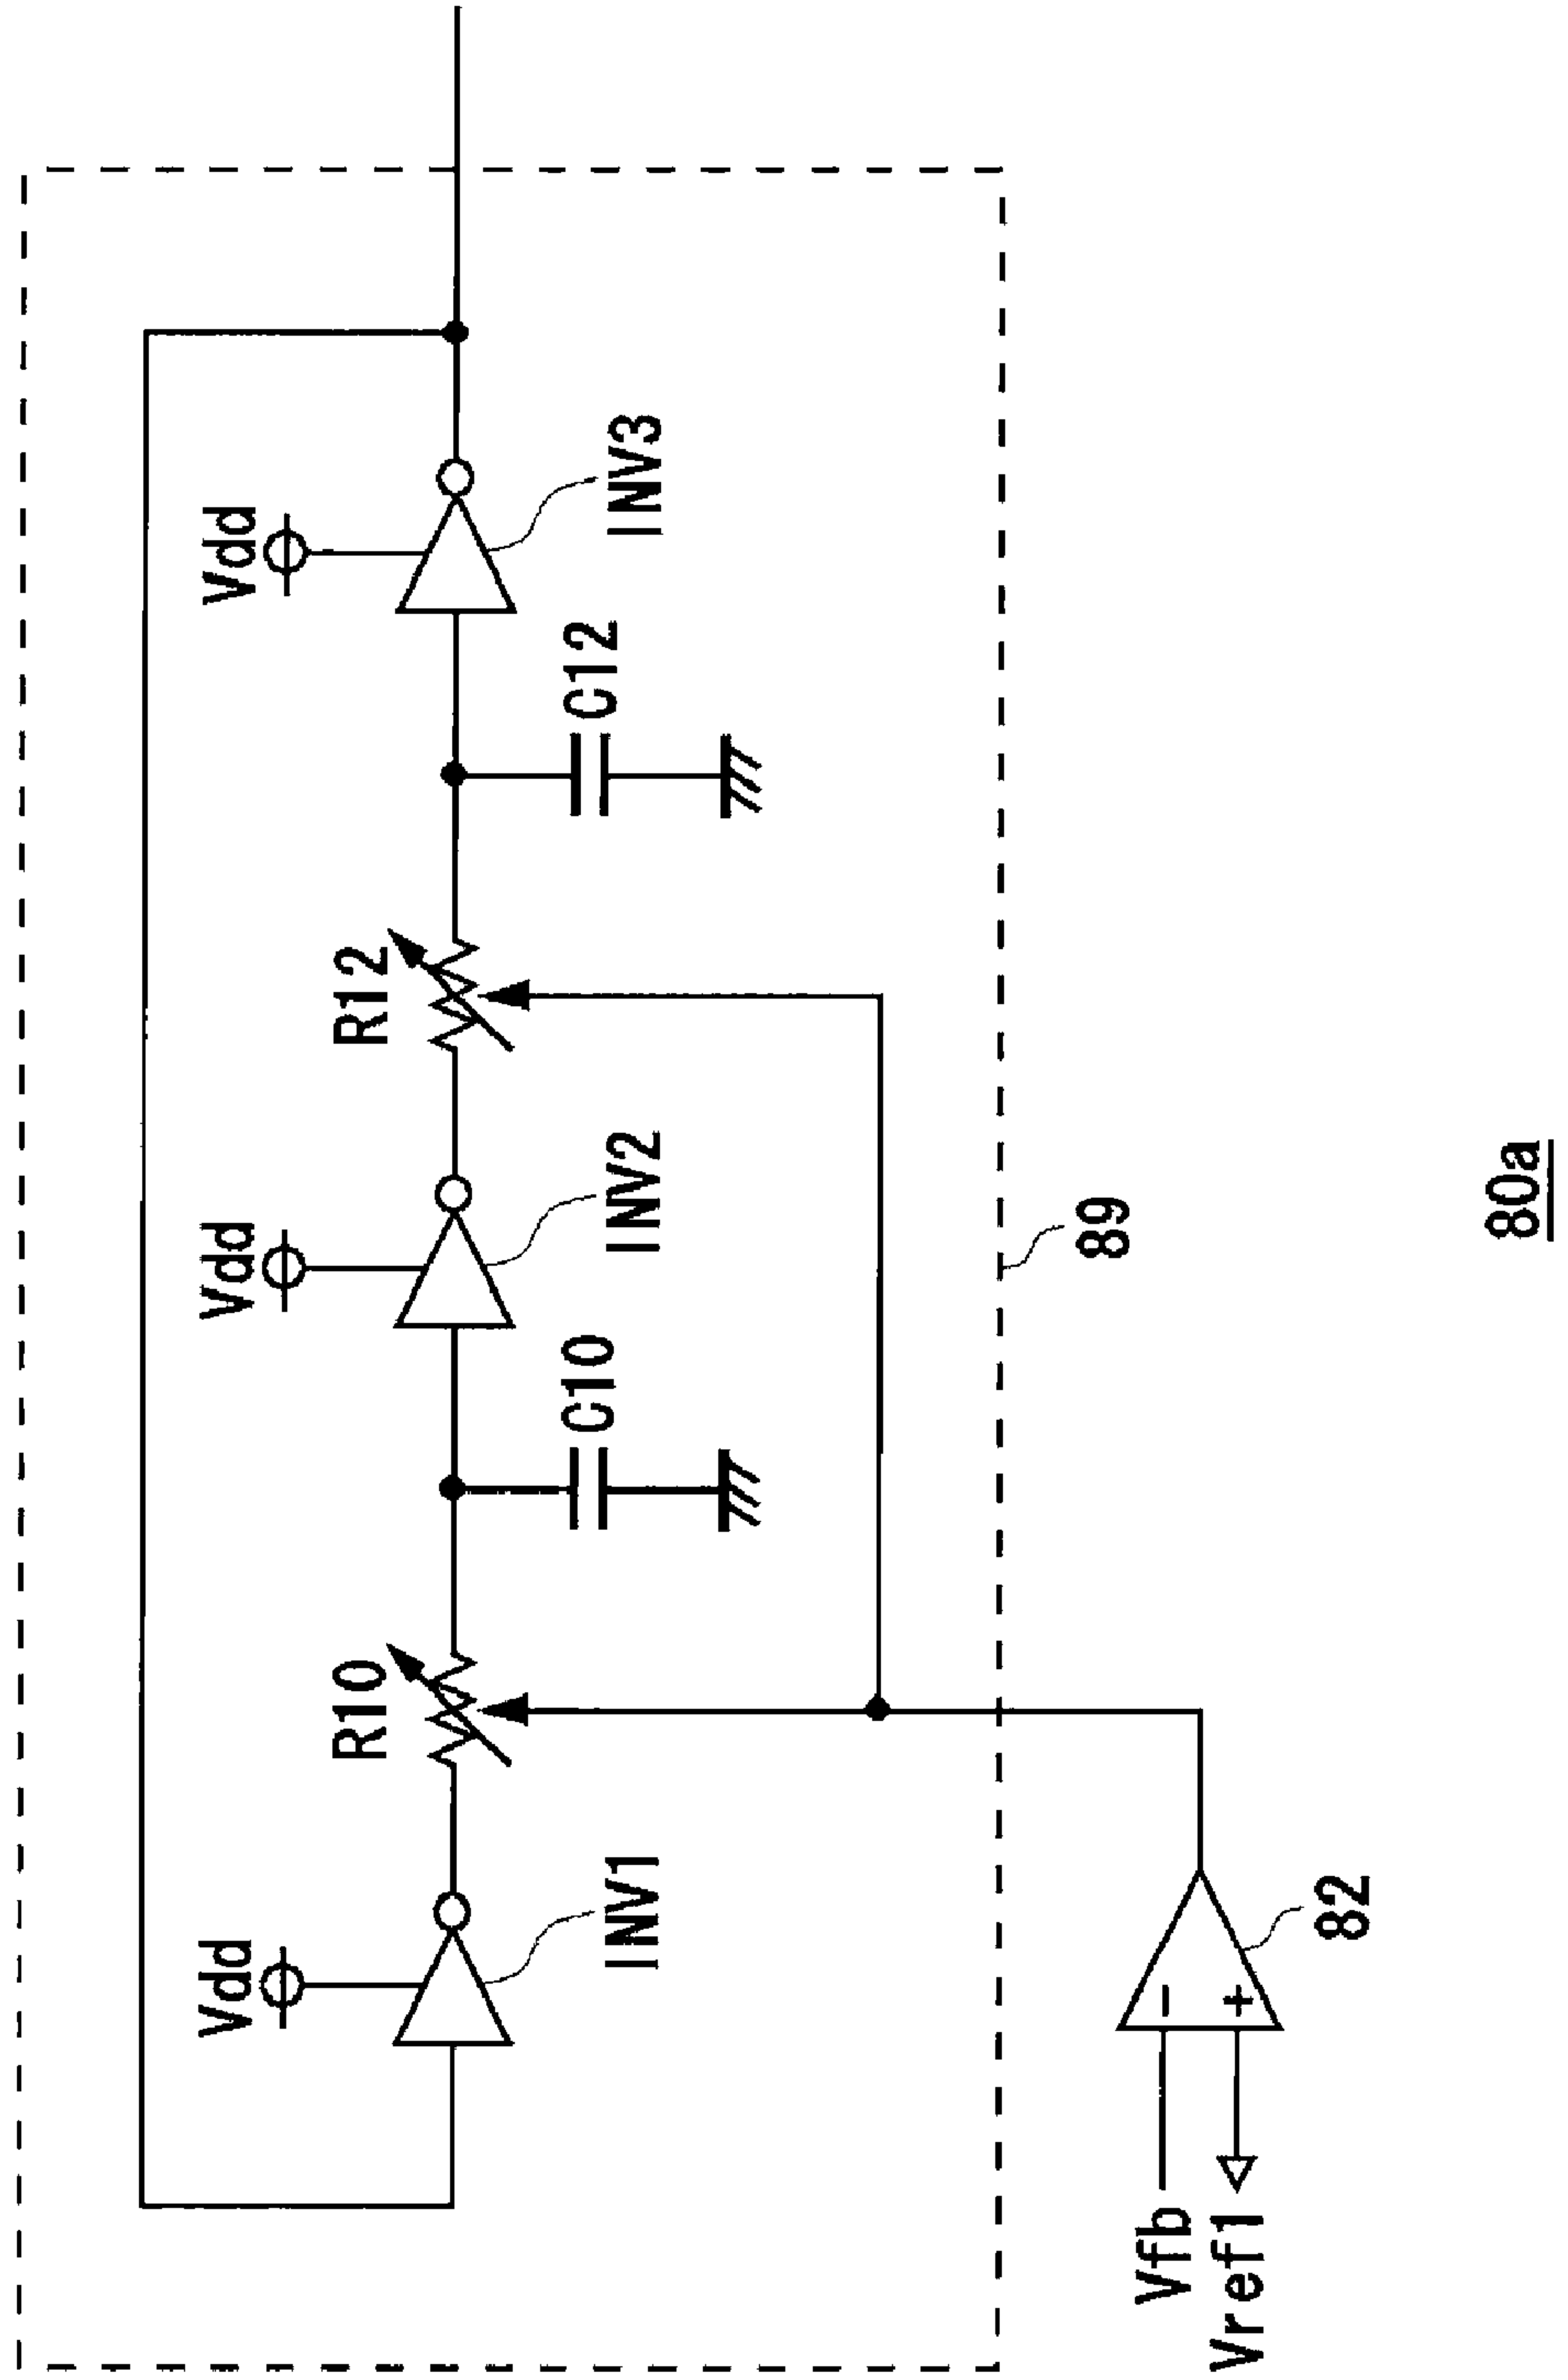 Vdd
Vdd
Vdd
R10
R12
INV1
C10
INV2
C12
INV3
Vfb
Vref1
-
+
82
89
80a